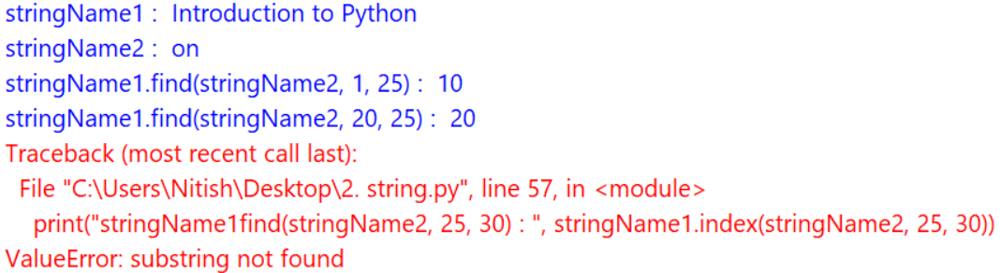 stringName1 :  Introduction to Python
stringName2 :  on
stringName1.find(stringName2, 1, 25) :  10
stringName1.find(stringName2, 20, 25) :  20
Traceback (most recent call last):
  File "C:\Users\Nitish\Desktop\2. string.py", line 57, in <module>
    print("stringName1find(stringName2, 25, 30) : ", stringName1.index(stringName2, 25, 30))
ValueError: substring not found